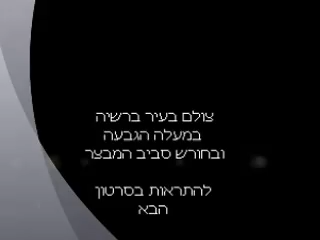 צולם בעיר ברשיה
במעלה הגבעה
ובחורש סביב המבצר
להתראות בסרטון
הבא